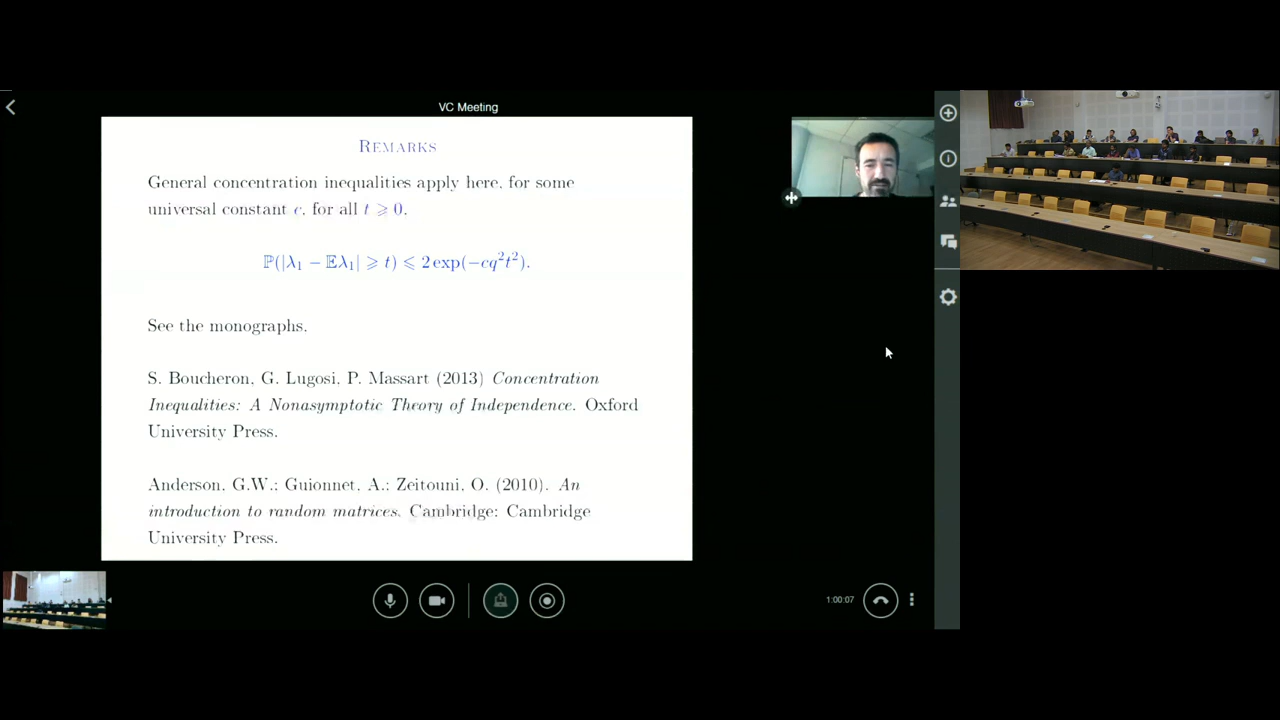 VC Meeting
REMARKS
General concentration inequalities apply here, for some
universal constant c, for all t ⩾ 0,
ℙ(|λ₁ − 𝔼λ₁| ⩾ t) ⩽ 2 exp(−cq²t²).
See the monographs,
S. Boucheron, G. Lugosi, P. Massart (2013) Concentration
Inequalities: A Nonasymptotic Theory of Independence. Oxford
University Press.
Anderson, G.W.; Guionnet, A.; Zeitouni, O. (2010). An
introduction to random matrices. Cambridge: Cambridge
University Press.
1:00:07